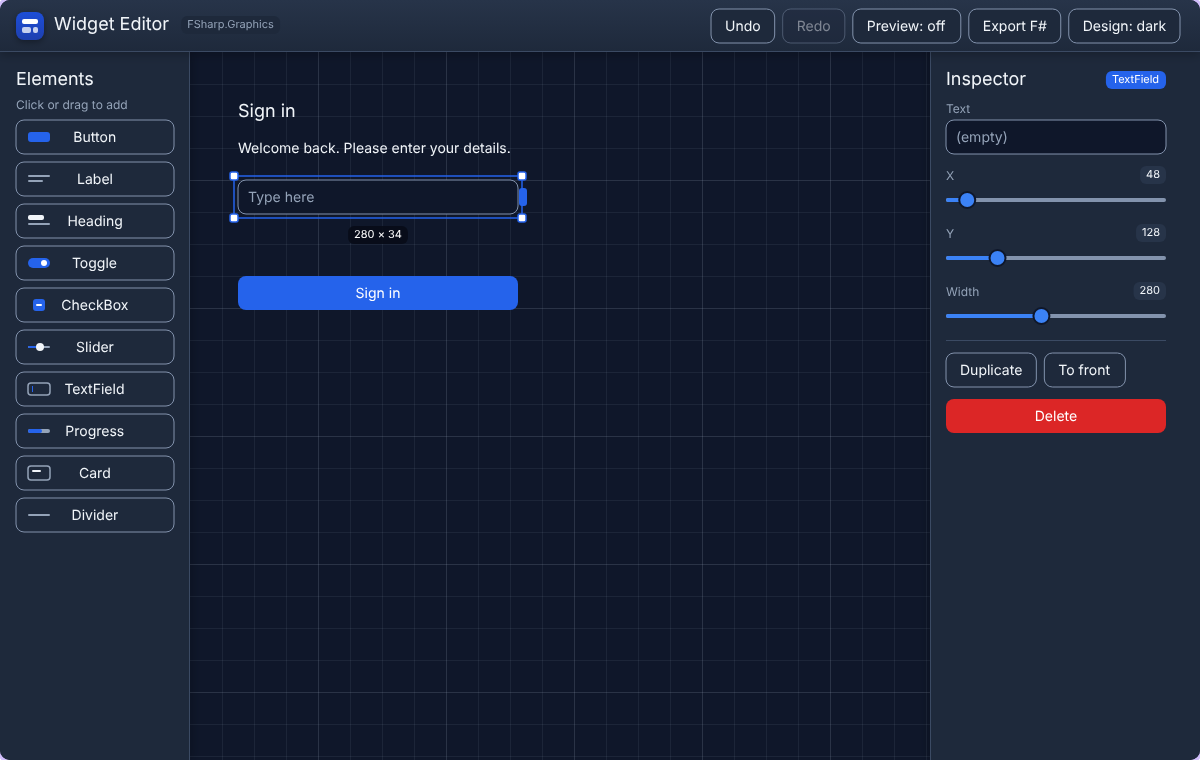 Widget Editor
FSharp.Graphics
Undo
Redo
Preview: off
Export F#
Design: dark
Elements
Click or drag to add
Button
Label
Heading
Toggle
CheckBox
Slider
TextField
Progress
Card
Divider
Sign in
Welcome back. Please enter your details.
Type here
280 × 34
Sign in
Inspector
TextField
Text
(empty)
X
48
Y
128
Width
280
Duplicate
To front
Delete